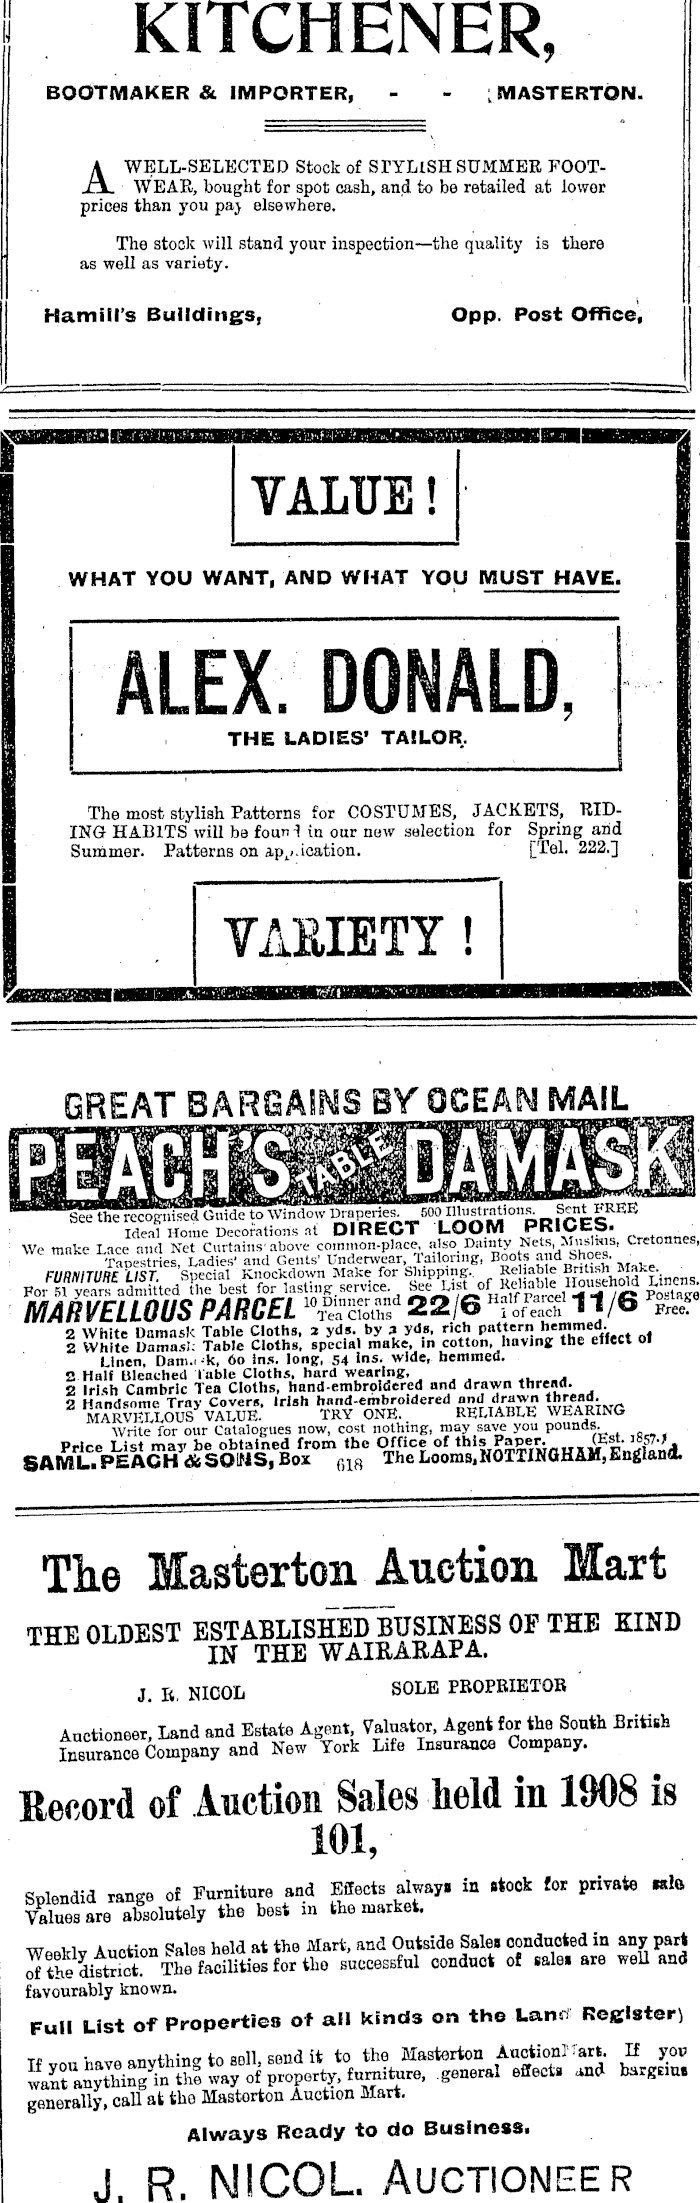 KITCHENER,
BOOTMAKER & IMPORTER, - - MASTERTON.
A WELL-SELECTED Stock of STYLISH SUMMER FOOT-
WEAR, bought for spot cash, and to be retailed at lower
prices than you pay elsewhere.
The stock will stand your inspection—the quality is there
as well as variety.
Hamill's Buildings, Opp. Post Office,
VALUE!
WHAT YOU WANT, AND WHAT YOU MUST HAVE.
ALEX. DONALD,
THE LADIES' TAILOR.
The most stylish Patterns for COSTUMES, JACKETS, RID-
ING HABITS will be found in our new selection for Spring and
Summer. Patterns on application. [Tel. 222.]
VARIETY!
GREAT BARGAINS BY OCEAN MAIL
PEACH'S TABLE DAMASK
See the recognised Guide to Window Draperies. 500 Illustrations. Sent FREE
Ideal Home Decorations at DIRECT LOOM PRICES.
We make Lace and Net Curtains above common-place, also Dainty Nets, Muslins, Cretonnes,
Tapestries, Ladies' and Gents' Underwear, Tailoring, Boots and Shoes.
FURNITURE LIST. Special Knockdown Make for Shipping. Reliable British Make.
For 51 years admitted the best for lasting service. See List of Reliable Household Linens.
MARVELLOUS PARCEL 10 Dinner and Tea Cloths 22/6 Half Parcel 1 of each 11/6 Postage Free.
2 White Damask Table Cloths, 2 yds. by 2 yds, rich pattern hemmed.
2 White Damask Table Cloths, special make, in cotton, having the effect of
Linen, Damask, 60 ins. long, 54 ins. wide, hemmed.
2 Half Bleached Table Cloths, hard wearing,
2 Irish Cambric Tea Cloths, hand-embroidered and drawn thread.
2 Handsome Tray Covers, Irish hand-embroidered and drawn thread.
MARVELLOUS VALUE. TRY ONE. RELIABLE WEARING
Write for our Catalogues now, cost nothing, may save you pounds.
Price List may be obtained from the Office of this Paper. (Est. 1857.)
SAML. PEACH & SONS, Box 618 The Looms, NOTTINGHAM, England.
The Masterton Auction Mart
THE OLDEST ESTABLISHED BUSINESS OF THE KIND
IN THE WAIRARAPA.
J. R. NICOL SOLE PROPRIETOR
Auctioneer, Land and Estate Agent, Valuator, Agent for the South British
Insurance Company and New York Life Insurance Company.
Record of Auction Sales held in 1908 is
101,
Splendid range of Furniture and Effects always in stock for private sale
Values are absolutely the best in the market.
Weekly Auction Sales held at the Mart, and Outside Sales conducted in any part
of the district. The facilities for the successful conduct of sales are well and
favourably known.
Full List of Properties of all kinds on the Land Register)
If you have anything to sell, send it to the Masterton Auction Mart. If you
want anything in the way of property, furniture, general effects and bargains
generally, call at the Masterton Auction Mart.
Always Ready to do Business.
J. R. NICOL. AUCTIONEER